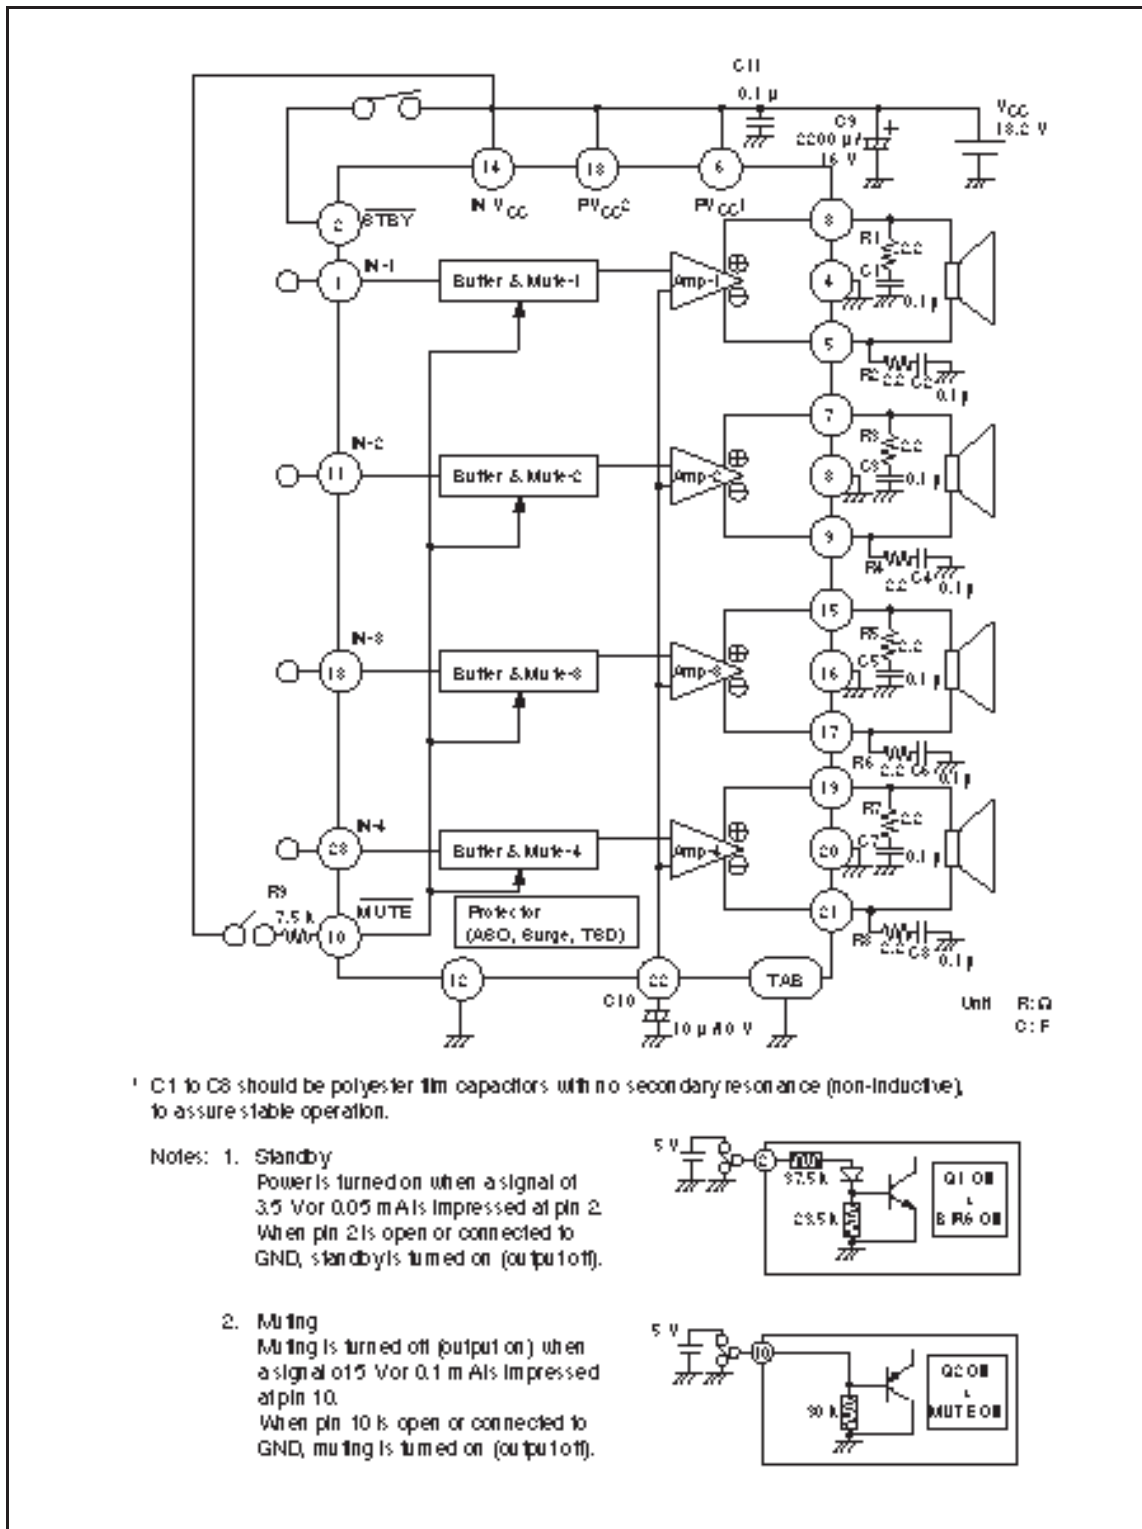 C11
0.1 µ
VCC
13.2 V
C9
2200 µ/
16 V
+
14
18
6
IN VCC
PVCC2
PVCC1
2
STBY
3
R1
2.2
C1
0.1 µ
1
IN-1
Buffer & Mute-1
Amp-1
4
5
R2
2.2
C2
0.1 µ
7
R3
2.2
C3
0.1 µ
IN-2
11
Buffer & Mute-2
Amp-2
8
9
R4
2.2
C4
0.1 µ
15
R5
2.2
C5
0.1 µ
IN-3
13
Buffer & Mute-3
Amp-3
16
17
R6
2.2
C6
0.1 µ
19
R7
2.2
C7
0.1 µ
IN-4
23
Buffer & Mute-4
Amp-4
20
21
R8
2.2
C8
0.1 µ
R9
7.5 k
10
MUTE
Protector
(ASO, Surge, TSD)
12
22
TAB
C10
10 µ/10 V
Unit R: Ω
C: F
* C1 to C8 should be polyester film capacitors with no secondary resonance (non-inductive),
to assure stable operation.
Notes: 1. Standby
Power is turned on when a signal of
3.5 V or 0.05 mA is impressed at pin 2.
When pin 2 is open or connected to
GND, standby is turned on (output off).
5 V
2
37.5 k
23.5 k
Q1 ON
↓
BIAS ON
2. Muting
Muting is turned off (output on) when
a signal of 5 V or 0.1 mA is impressed
at pin 10.
When pin 10 is open or connected to
GND, muting is turned on (output off).
5 V
10
30 k
MUTE ON